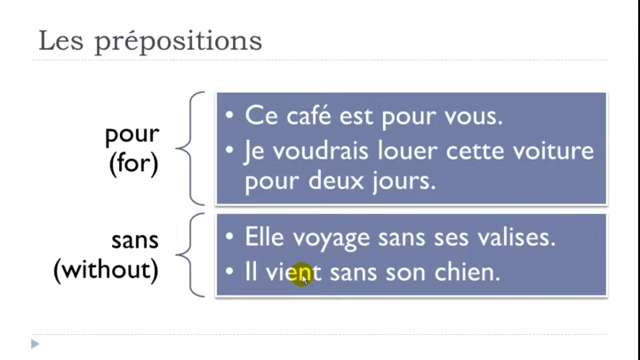 Les prépositions
pour
(for)
• Ce café est pour vous.
• Je voudrais louer cette voiture
pour deux jours.
sans
(without)
• Elle voyage sans ses valises.
• Il vient sans son chien.